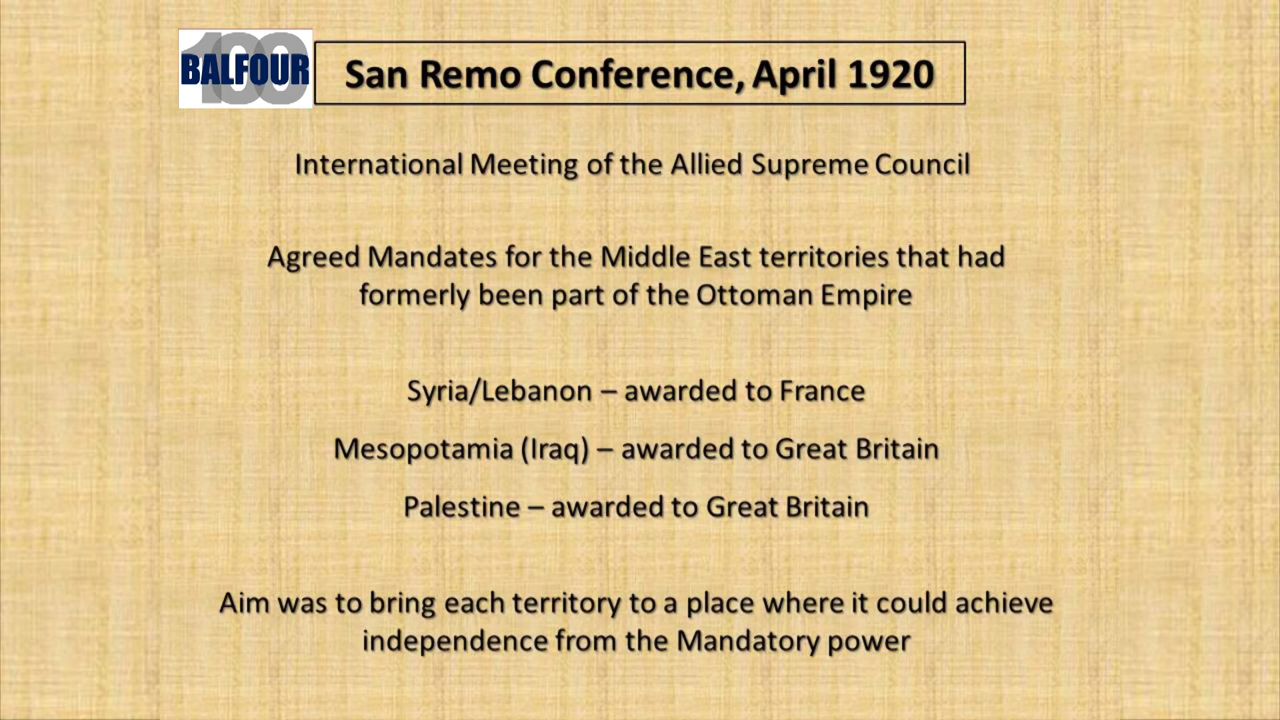 BALFOUR 100
San Remo Conference, April 1920
International Meeting of the Allied Supreme Council
Agreed Mandates for the Middle East territories that had
formerly been part of the Ottoman Empire
Syria/Lebanon – awarded to France
Mesopotamia (Iraq) – awarded to Great Britain
Palestine – awarded to Great Britain
Aim was to bring each territory to a place where it could achieve
independence from the Mandatory power